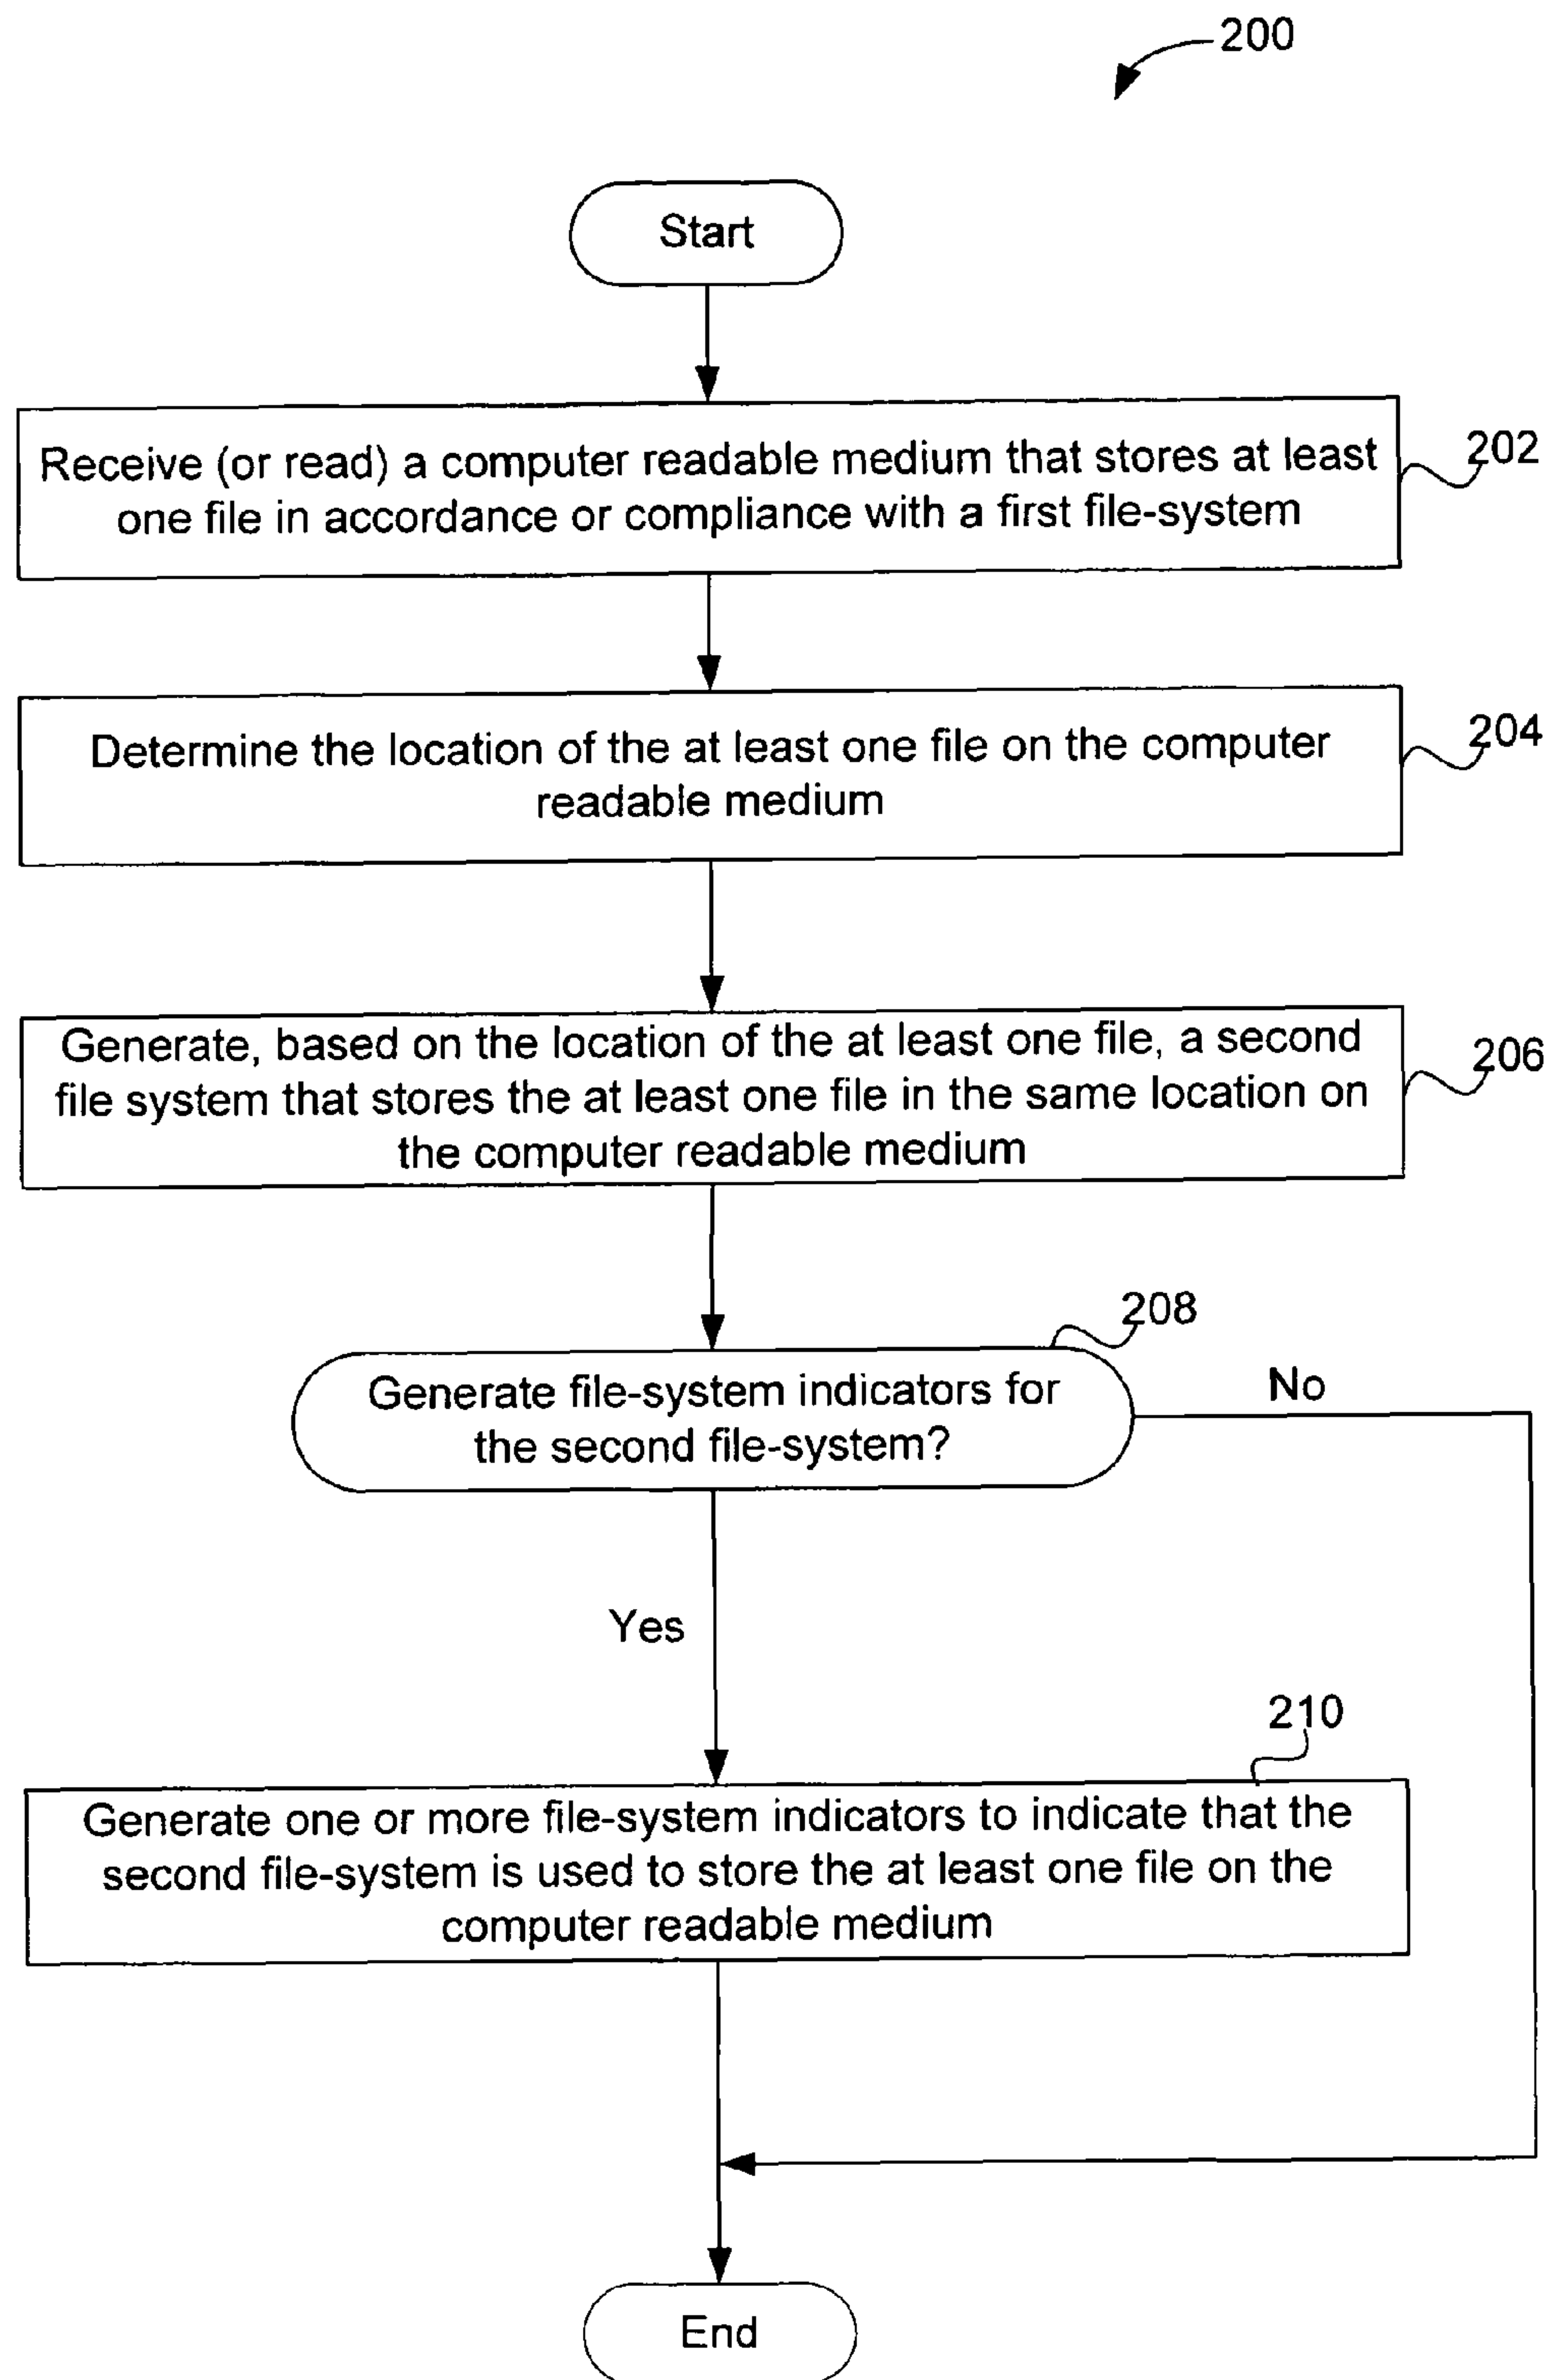 200
Start
Receive (or read) a computer readable medium that stores at least
one file in accordance or compliance with a first file-system
202
Determine the location of the at least one file on the computer
readable medium
204
Generate, based on the location of the at least one file, a second
file system that stores the at least one file in the same location on
the computer readable medium
206
208
Generate file-system indicators for
the second file-system?
No
Yes
210
Generate one or more file-system indicators to indicate that the
second file-system is used to store the at least one file on the
computer readable medium
End